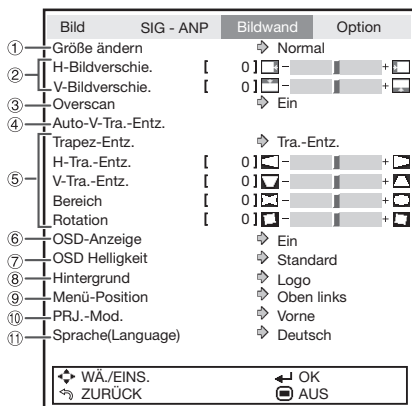 Bild SIG - ANP Bildwand Option
① Größe ändern Normal
② H-Bildverschie. [ 0 ] - +
V-Bildverschie. [ 0 ] - +
③ Overscan Ein
④ Auto-V-Tra.-Entz.
⑤ Trapez-Entz. Tra.-Entz.
H-Tra.-Entz. [ 0 ] - +
V-Tra.-Entz. [ 0 ] - +
Bereich [ 0 ] - +
Rotation [ 0 ] - +
⑥ OSD-Anzeige Ein
⑦ OSD Helligkeit Standard
⑧ Hintergrund Logo
⑨ Menü-Position Oben links
⑩ PRJ.-Mod. Vorne
⑪ Sprache(Language) Deutsch
WÄ./EINS. OK
ZURÜCK AUS